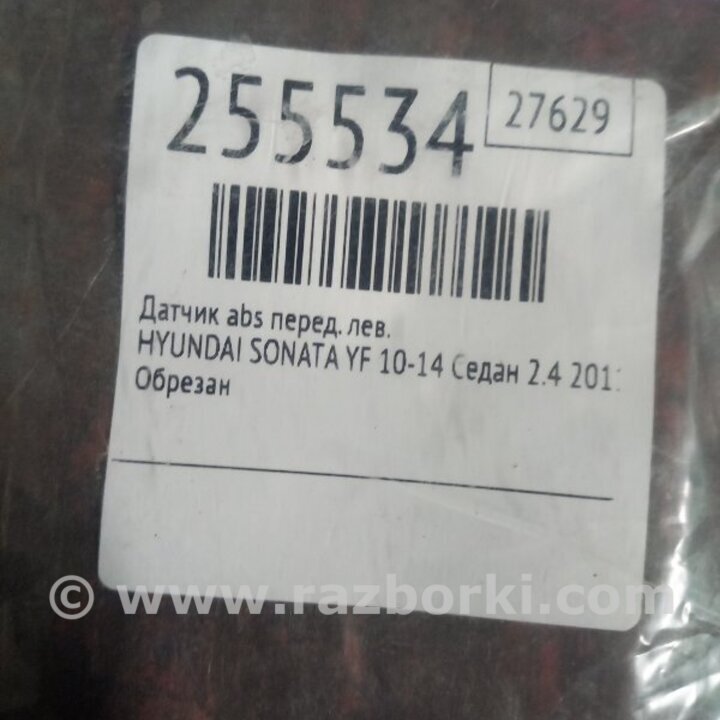 255534
27629
Датчик abs перед. лев.
HYUNDAI SONATA YF 10-14 Седан 2.4
Обрезан
© www.razborki.com